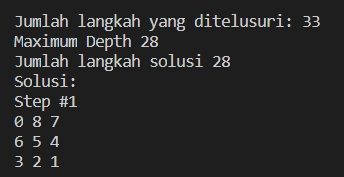 Jumlah langkah yang ditelusuri: 33
Maximum Depth 28
Jumlah langkah solusi 28
Solusi:
Step #1
0 8 7
6 5 4
3 2 1